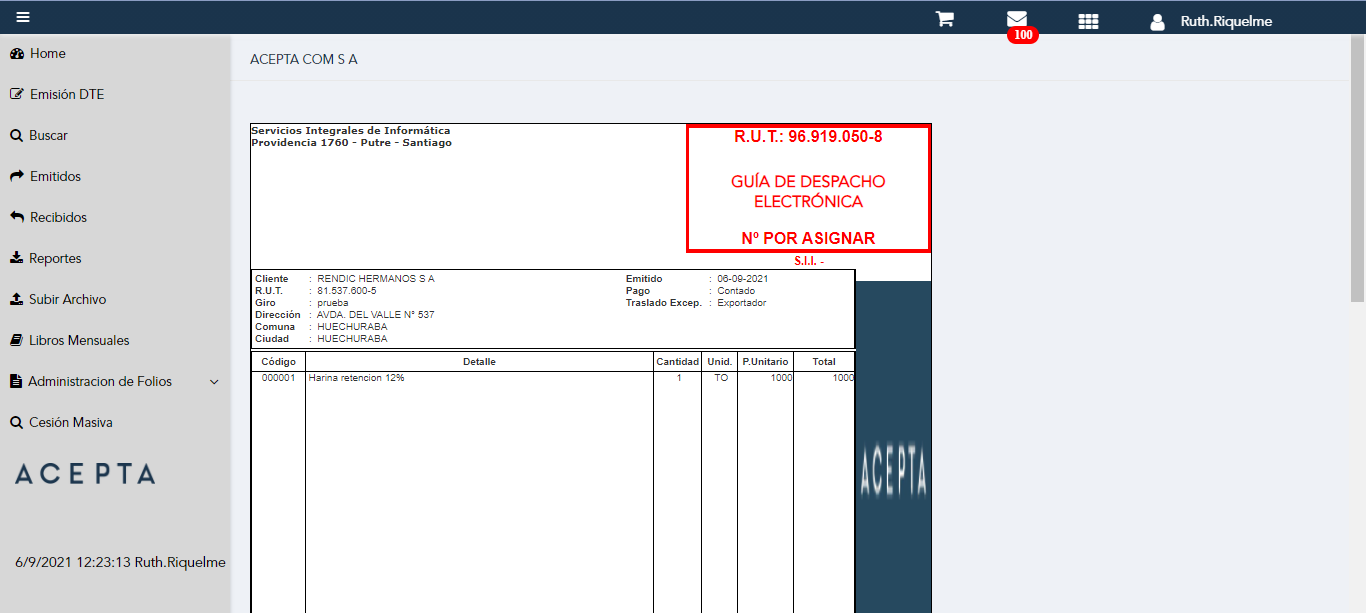 Ruth.Riquelme
100
Home
Emisión DTE
Buscar
Emitidos
Recibidos
Reportes
Subir Archivo
Libros Mensuales
Administracion de Folios
Cesión Masiva
ACEPTA
6/9/2021 12:23:13 Ruth.Riquelme
ACEPTA COM S A
Servicios Integrales de Informática
Providencia 1760 - Putre - Santiago
R.U.T.: 96.919.050-8
GUÍA DE DESPACHO
ELECTRÓNICA
Nº POR ASIGNAR
S.I.I. -
Cliente : RENDIC HERMANOS S A Emitido : 06-09-2021
R.U.T. : 81.537.600-5 Pago : Contado
Giro : prueba Traslado Excep. : Exportador
Dirección : AVDA. DEL VALLE N° 537
Comuna : HUECHURABA
Ciudad : HUECHURABA
Código Detalle Cantidad Unid. P.Unitario Total
000001 Harina retencion 12% 1 TO 1000 1000
ACEPTA